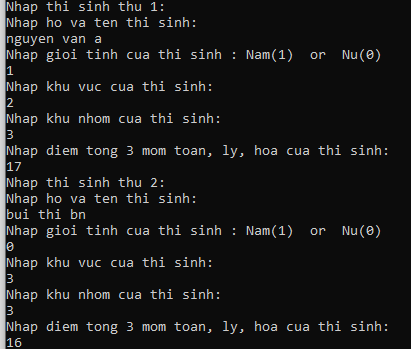 Nhap thi sinh thu 1:
Nhap ho va ten thi sinh:
nguyen van a
Nhap gioi tinh cua thi sinh : Nam(1)  or  Nu(0)
1
Nhap khu vuc cua thi sinh:
2
Nhap khu nhom cua thi sinh:
3
Nhap diem tong 3 mom toan, ly, hoa cua thi sinh:
17
Nhap thi sinh thu 2:
Nhap ho va ten thi sinh:
bui thi bn
Nhap gioi tinh cua thi sinh : Nam(1)  or  Nu(0)
0
Nhap khu vuc cua thi sinh:
3
Nhap khu nhom cua thi sinh:
3
Nhap diem tong 3 mom toan, ly, hoa cua thi sinh:
16